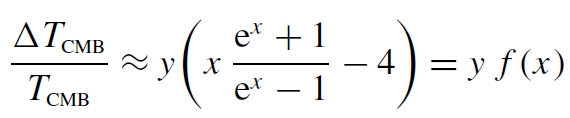 ΔT_CMB / T_CMB ≈ y ( x (e^x + 1) / (e^x − 1) − 4 ) = y f(x)